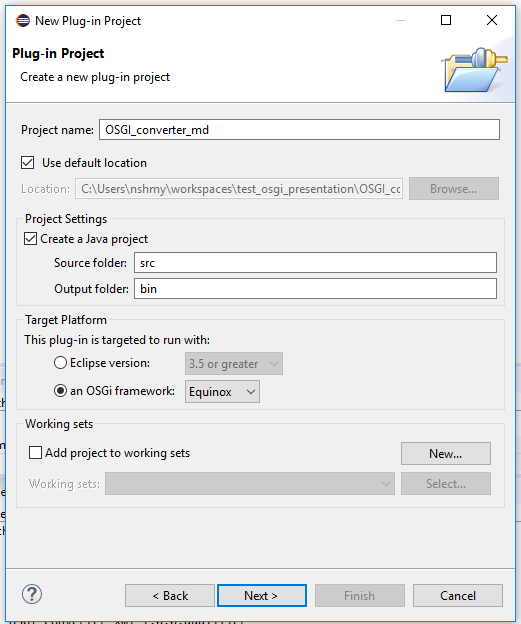 New Plug-in Project
Plug-in Project
Create a new plug-in project
Project name: OSGI_converter_md
Use default location
Location: C:\Users\nshmy\workspaces\test_osgi_presentation\OSGI_cc Browse...
Project Settings
Create a Java project
Source folder: src
Output folder: bin
Target Platform
This plug-in is targeted to run with:
Eclipse version: 3.5 or greater
an OSGi framework: Equinox
Working sets
Add project to working sets New...
Working sets: Select...
? < Back Next > Finish Cancel